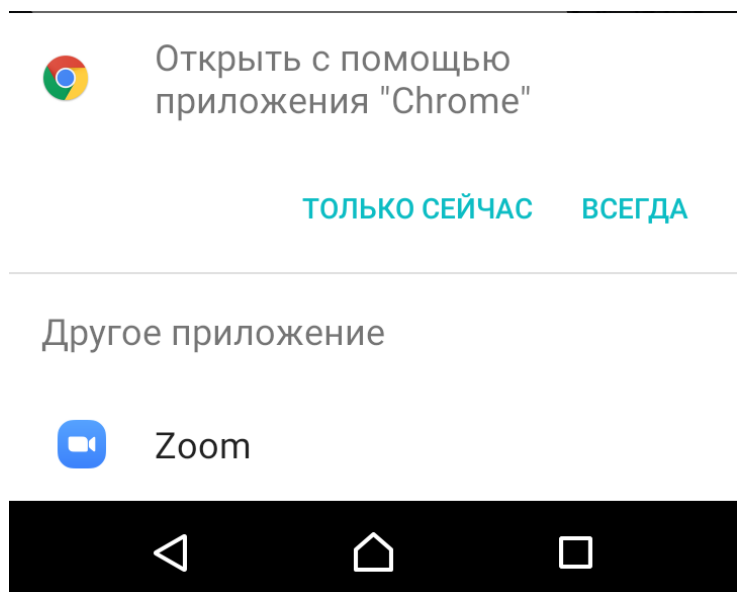 Открыть с помощью
приложения "Chrome"
ТОЛЬКО СЕЙЧАС ВСЕГДА
Другое приложение
Zoom